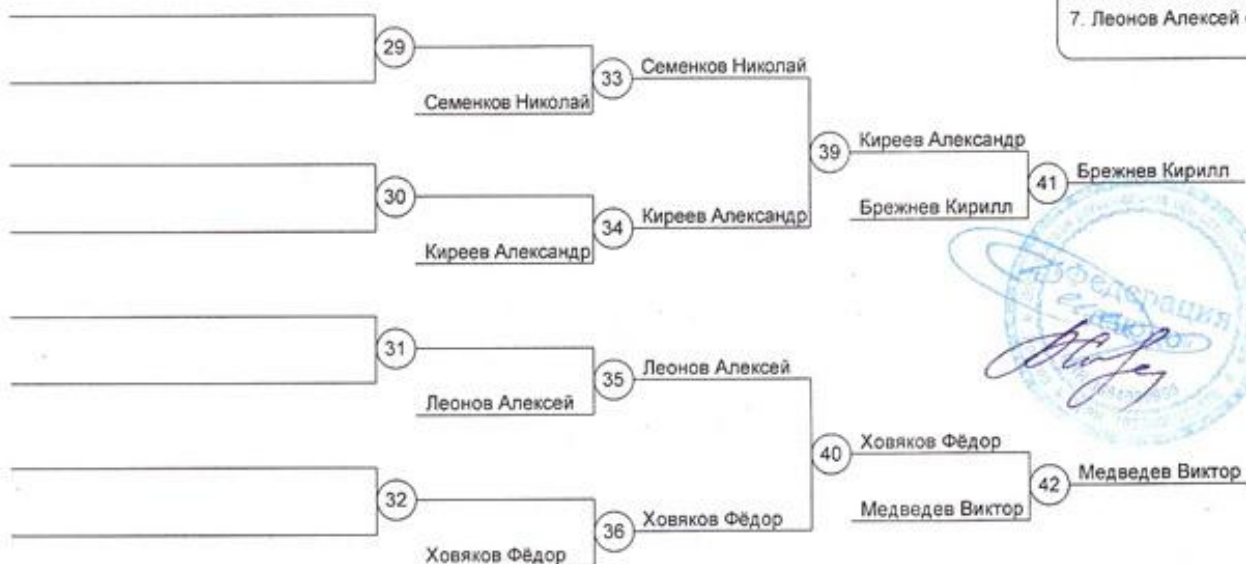 7. Леонов Алексей
29
Семенков Николай
33
Семенков Николай
Киреев Александр
39
Брежнев Кирилл
41
30
Брежнев Кирилл
Киреев Александр
34
Киреев Александр
Федерация
31
Леонов Алексей
35
Леонов Алексей
Ховяков Фёдор
40
Медведев Виктор
42
32
Ховяков Фёдор
Медведев Виктор
36
Ховяков Фёдор